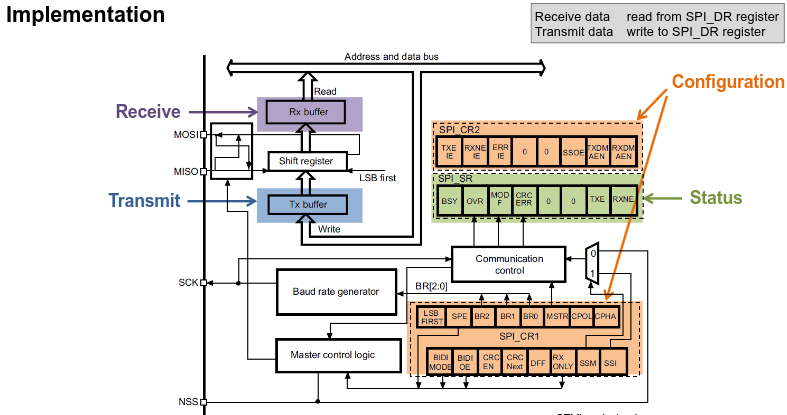 Implementation
Receive data read from SPI_DR register
Transmit data write to SPI_DR register
Address and data bus
Configuration
Read
Receive
Rx buffer
MOSI
SPI_CR2
TXE IE
RXNE IE
ERR IE
0
0
SSOE
TXDM AEN
RXDM AEN
Shift register
MISO
LSB first
SPI_SR
Transmit
Tx buffer
BSY
OVR
MOD F
CRC ERR
0
0
TXE
RXNE
Status
Write
Communication
control
0
1
SCK
Baud rate generator
BR[2:0]
LSB FIRST
SPE
BR2
BR1
BR0
MSTR
CPOL
CPHA
SPI_CR1
Master control logic
BIDI MODE
BIDI OE
CRC EN
CRC Next
DFF
RX ONLY
SSM
SSI
NSS